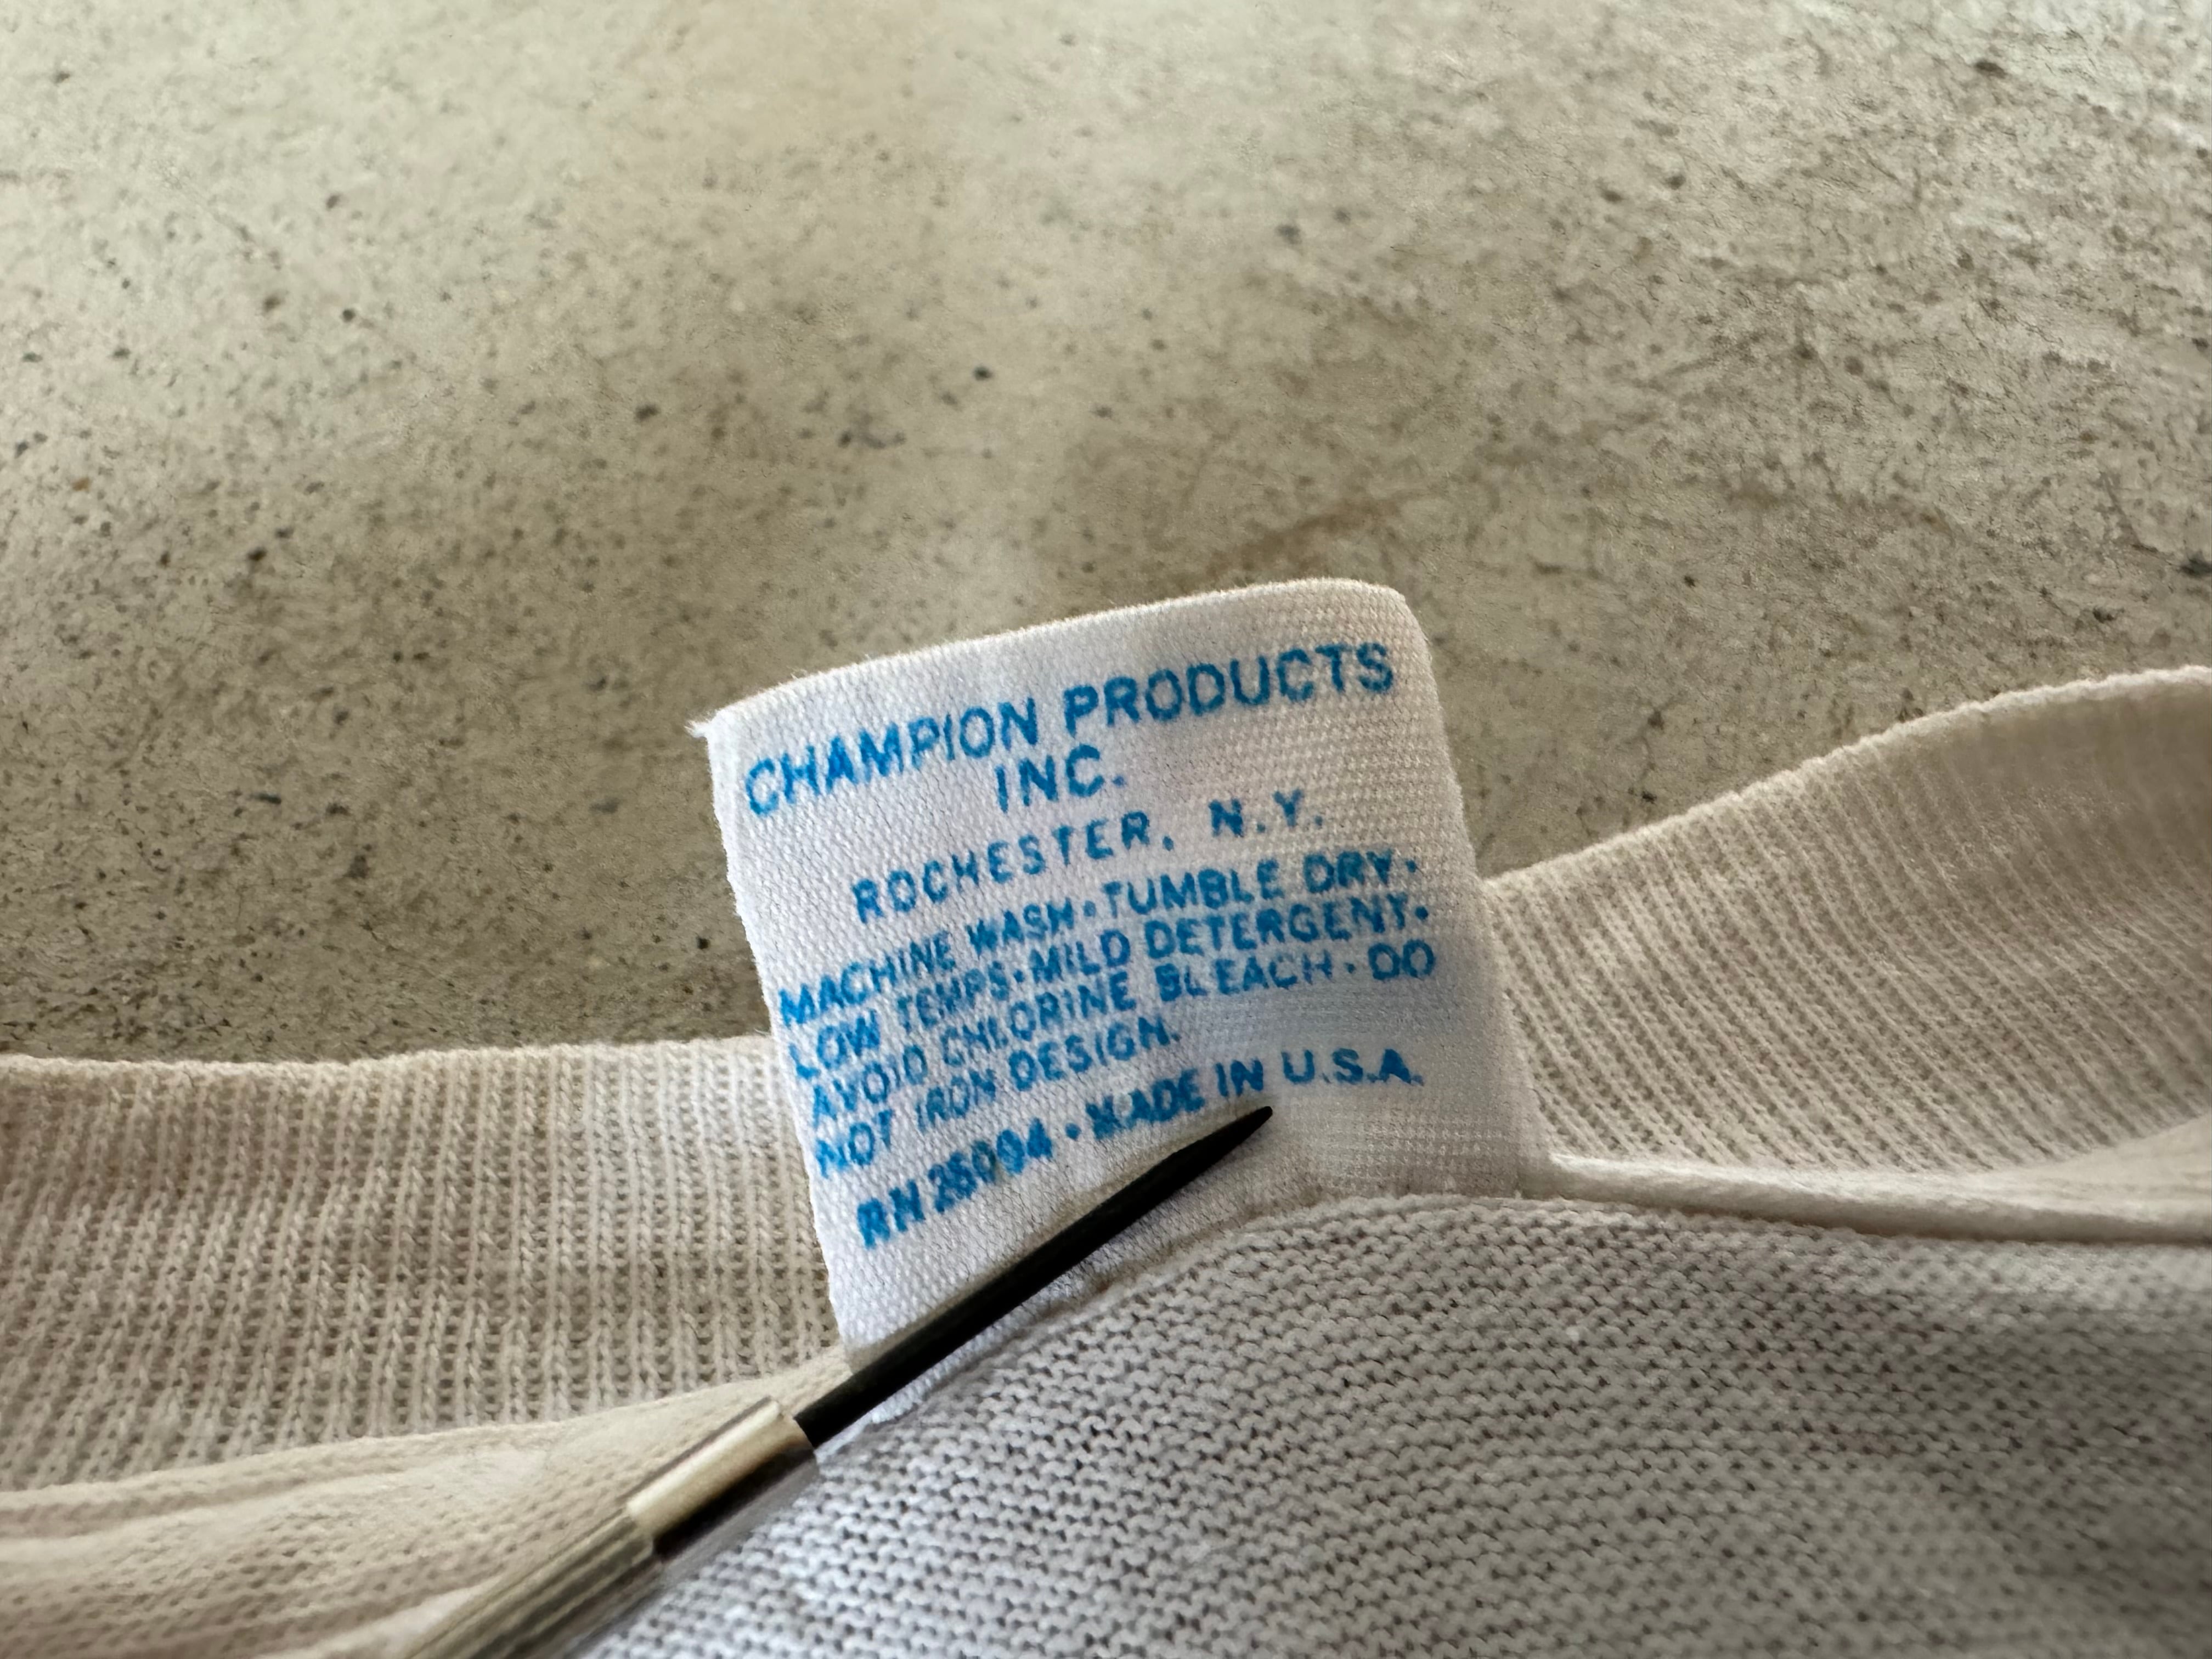 CHAMPION PRODUCTS
INC.
ROCHESTER, N.Y.
MACHINE WASH•TUMBLE DRY•
LOW TEMPS•MILD DETERGENT•
AVOID CHLORINE BLEACH•DO
NOT IRON DESIGN.
RN 26094 • MADE IN U.S.A.